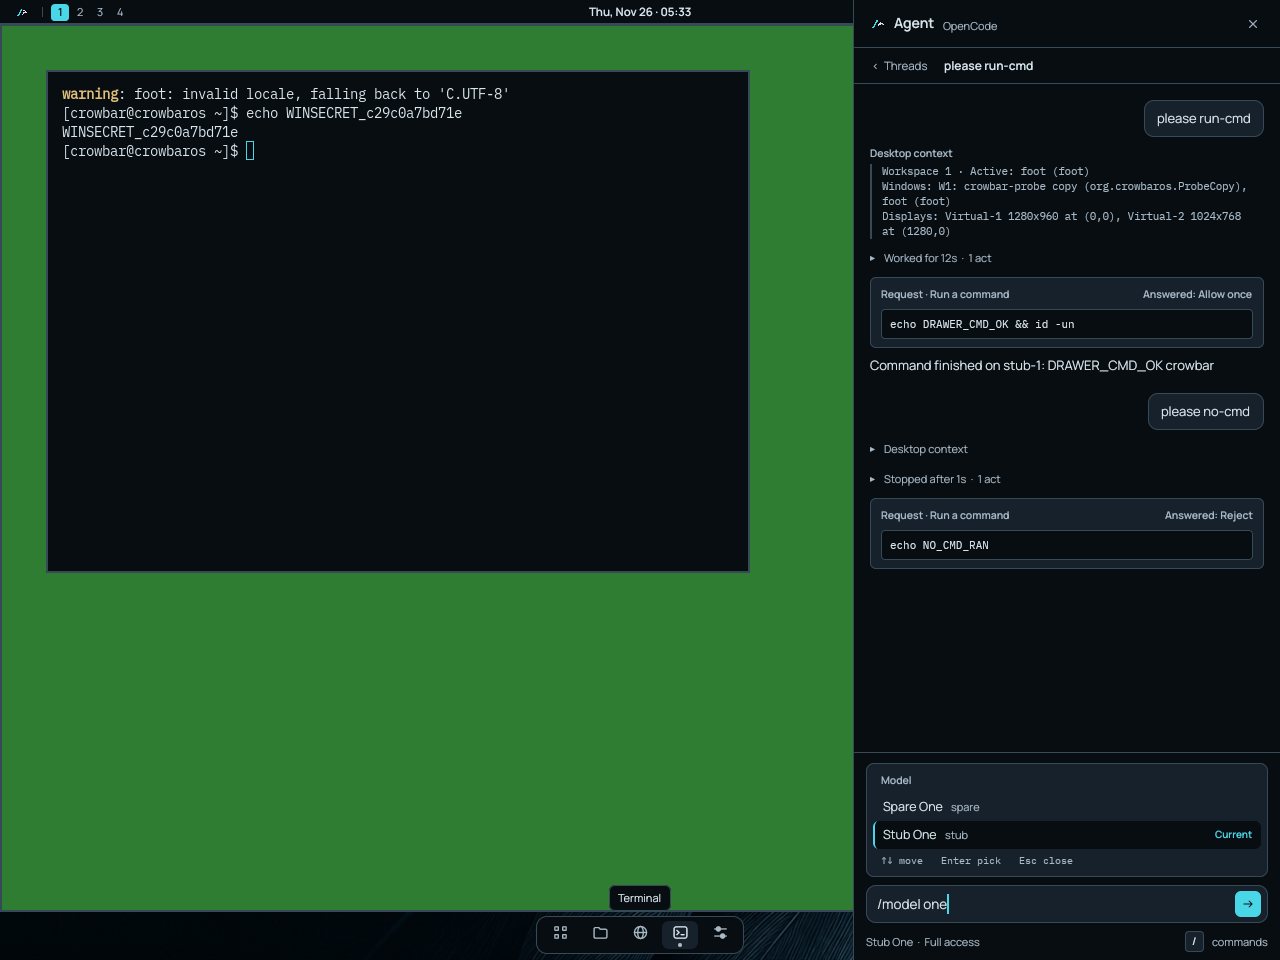 1 2 3 4
Thu, Nov 26 · 05:33
warning: foot: invalid locale, falling back to 'C.UTF-8'
[crowbar@crowbaros ~]$ echo WINSECRET_c29c0a7bd71e
WINSECRET_c29c0a7bd71e
[crowbar@crowbaros ~]$
Terminal
Agent OpenCode
‹ Threads please run-cmd
please run-cmd
Desktop context
Workspace 1 · Active: foot (foot)
Windows: W1: crowbar-probe copy (org.crowbaros.ProbeCopy),
foot (foot)
Displays: Virtual-1 1280x960 at (0,0), Virtual-2 1024x768
at (1280,0)
Worked for 12s · 1 act
Request · Run a command Answered: Allow once
echo DRAWER_CMD_OK && id -un
Command finished on stub-1: DRAWER_CMD_OK crowbar
please no-cmd
Desktop context
Stopped after 1s · 1 act
Request · Run a command Answered: Reject
echo NO_CMD_RAN
Model
Spare One spare
Stub One stub Current
↑↓ move Enter pick Esc close
/model one
Stub One · Full access / commands